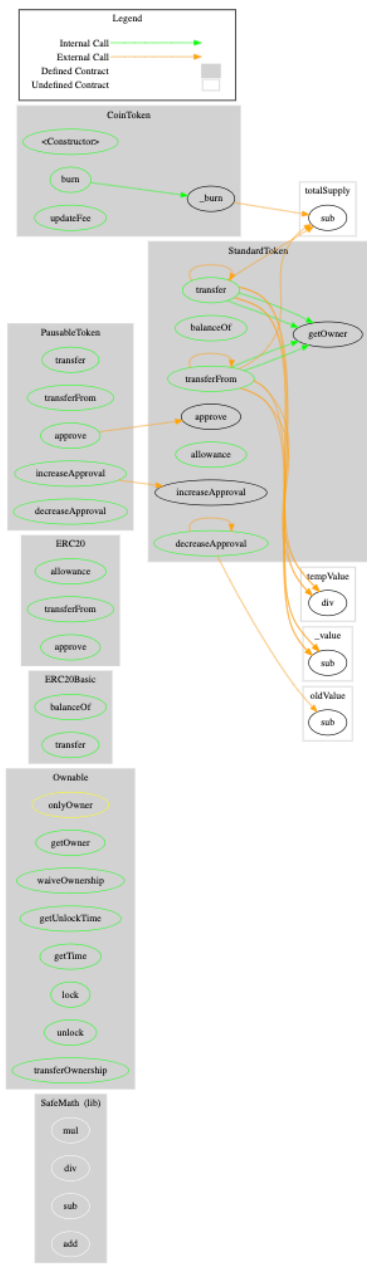 Legend
Internal Call
External Call
Defined Contract
Undefined Contract
CoinToken
<Constructor>
burn
_burn
updateFee
totalSupply
sub
StandardToken
transfer
balanceOf
getOwner
transferFrom
approve
allowance
increaseApproval
decreaseApproval
PausableToken
transfer
transferFrom
approve
increaseApproval
decreaseApproval
tempValue
div
_value
sub
oldValue
sub
ERC20
allowance
transferFrom
approve
ERC20Basic
balanceOf
transfer
Ownable
onlyOwner
getOwner
waiveOwnership
getUnlockTime
getTime
lock
unlock
transferOwnership
SafeMath (lib)
mul
div
sub
add